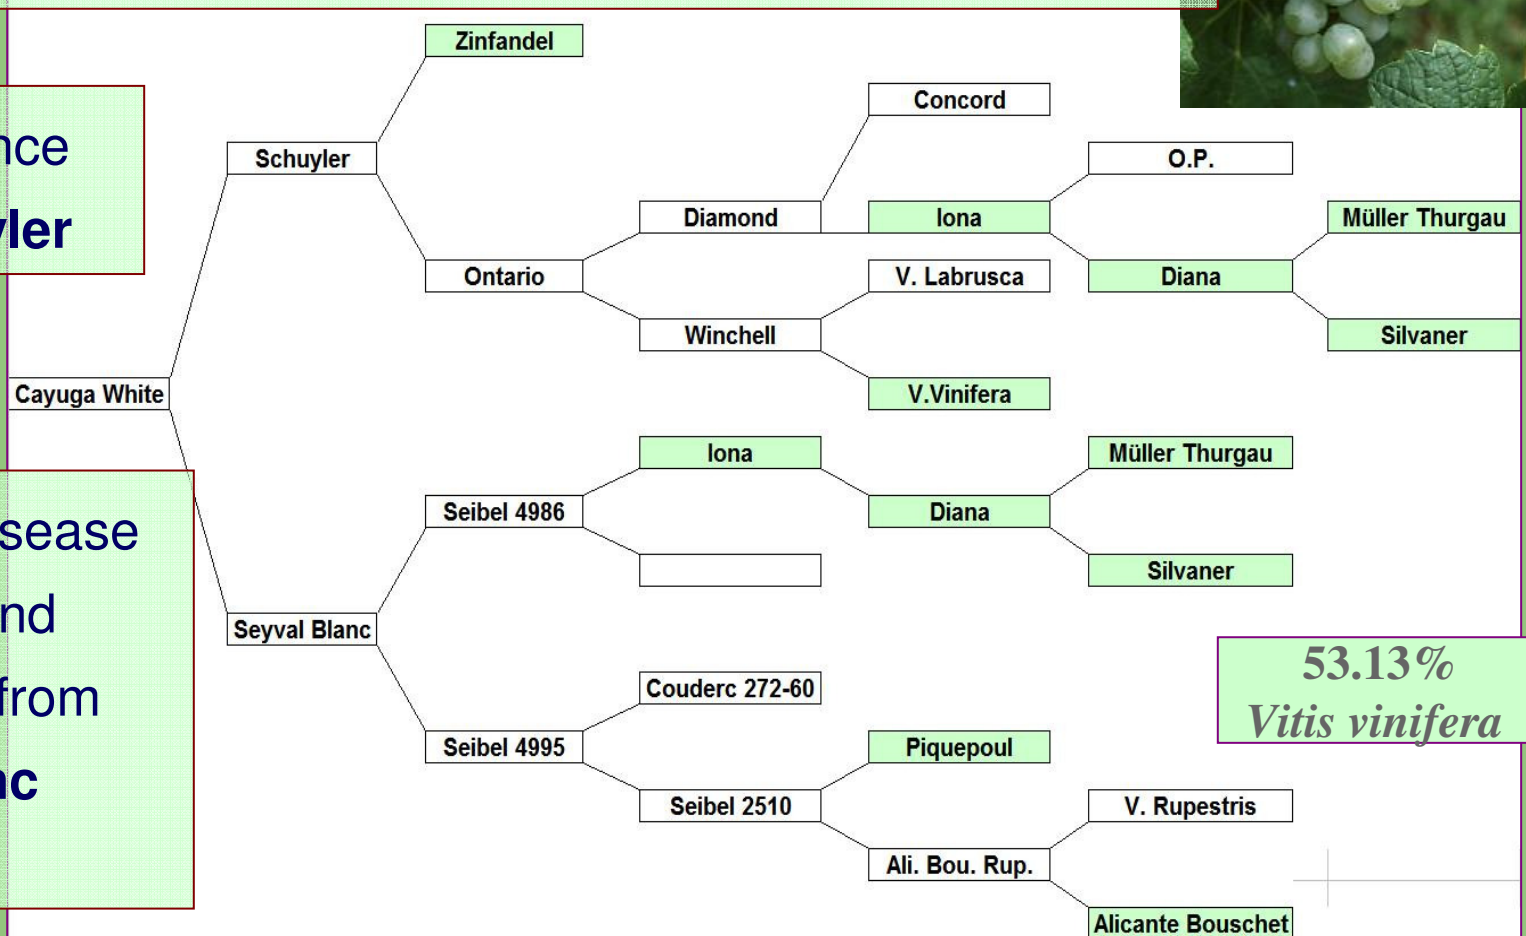 Zinfandel
Concord
nce
Schuyler
O.P.
yler
Diamond
Iona
Müller Thurgau
Ontario
V. Labrusca
Diana
Winchell
Silvaner
Cayuga White
V.Vinifera
Iona
Müller Thurgau
sease
Seibel 4986
Diana
Silvaner
nd
Seyval Blanc
53.13%
Vitis vinifera
from
Couderc 272-60
Seibel 4995
Piquepoul
nc
Seibel 2510
V. Rupestris
Ali. Bou. Rup.
Alicante Bouschet